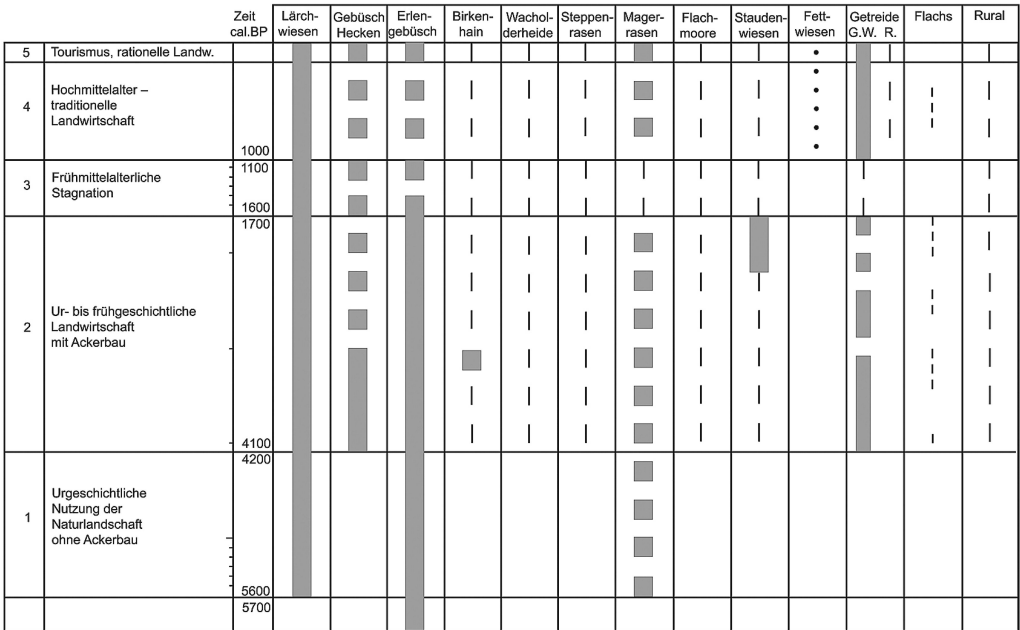 Zeit
cal.BP
Lärch-
wiesen
Gebüsch
Hecken
Erlen-
gebüsch
Birken-
hain
Wachol-
derheide
Steppen-
rasen
Mager-
rasen
Flach-
moore
Stauden-
wiesen
Fett-
wiesen
Getreide
G.W. R.
Flachs
Rural
5
Tourismus, rationelle Landw.
4
Hochmittelalter –
traditionelle
Landwirtschaft
1000
3
Frühmittelalterliche
Stagnation
1100
1600
2
Ur- bis frühgeschichtliche
Landwirtschaft
mit Ackerbau
1700
4100
1
Urgeschichtliche
Nutzung der
Naturlandschaft
ohne Ackerbau
4200
5600
5700